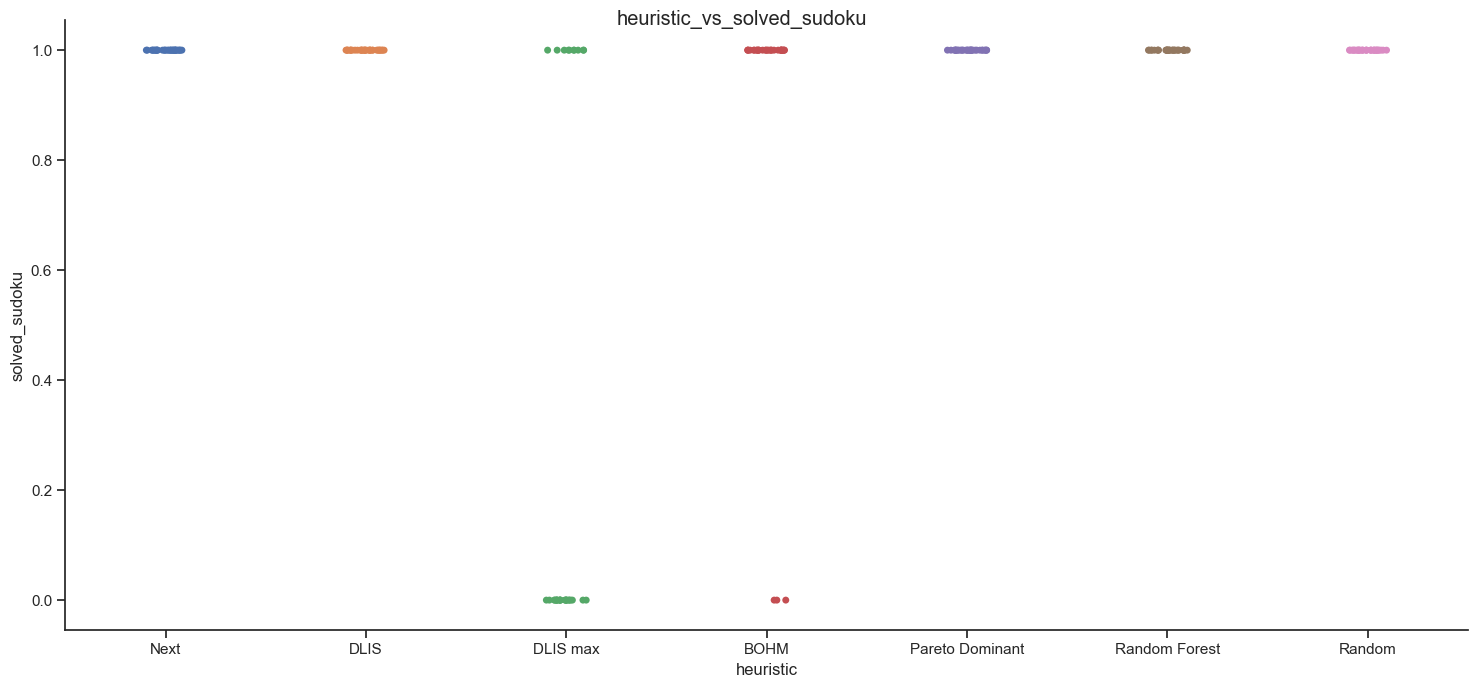 heuristic_vs_solved_sudoku
1.0
0.8
0.6
0.4
0.2
0.0
solved_sudoku
Next DLIS DLIS max BOHM Pareto Dominant Random Forest Random
heuristic